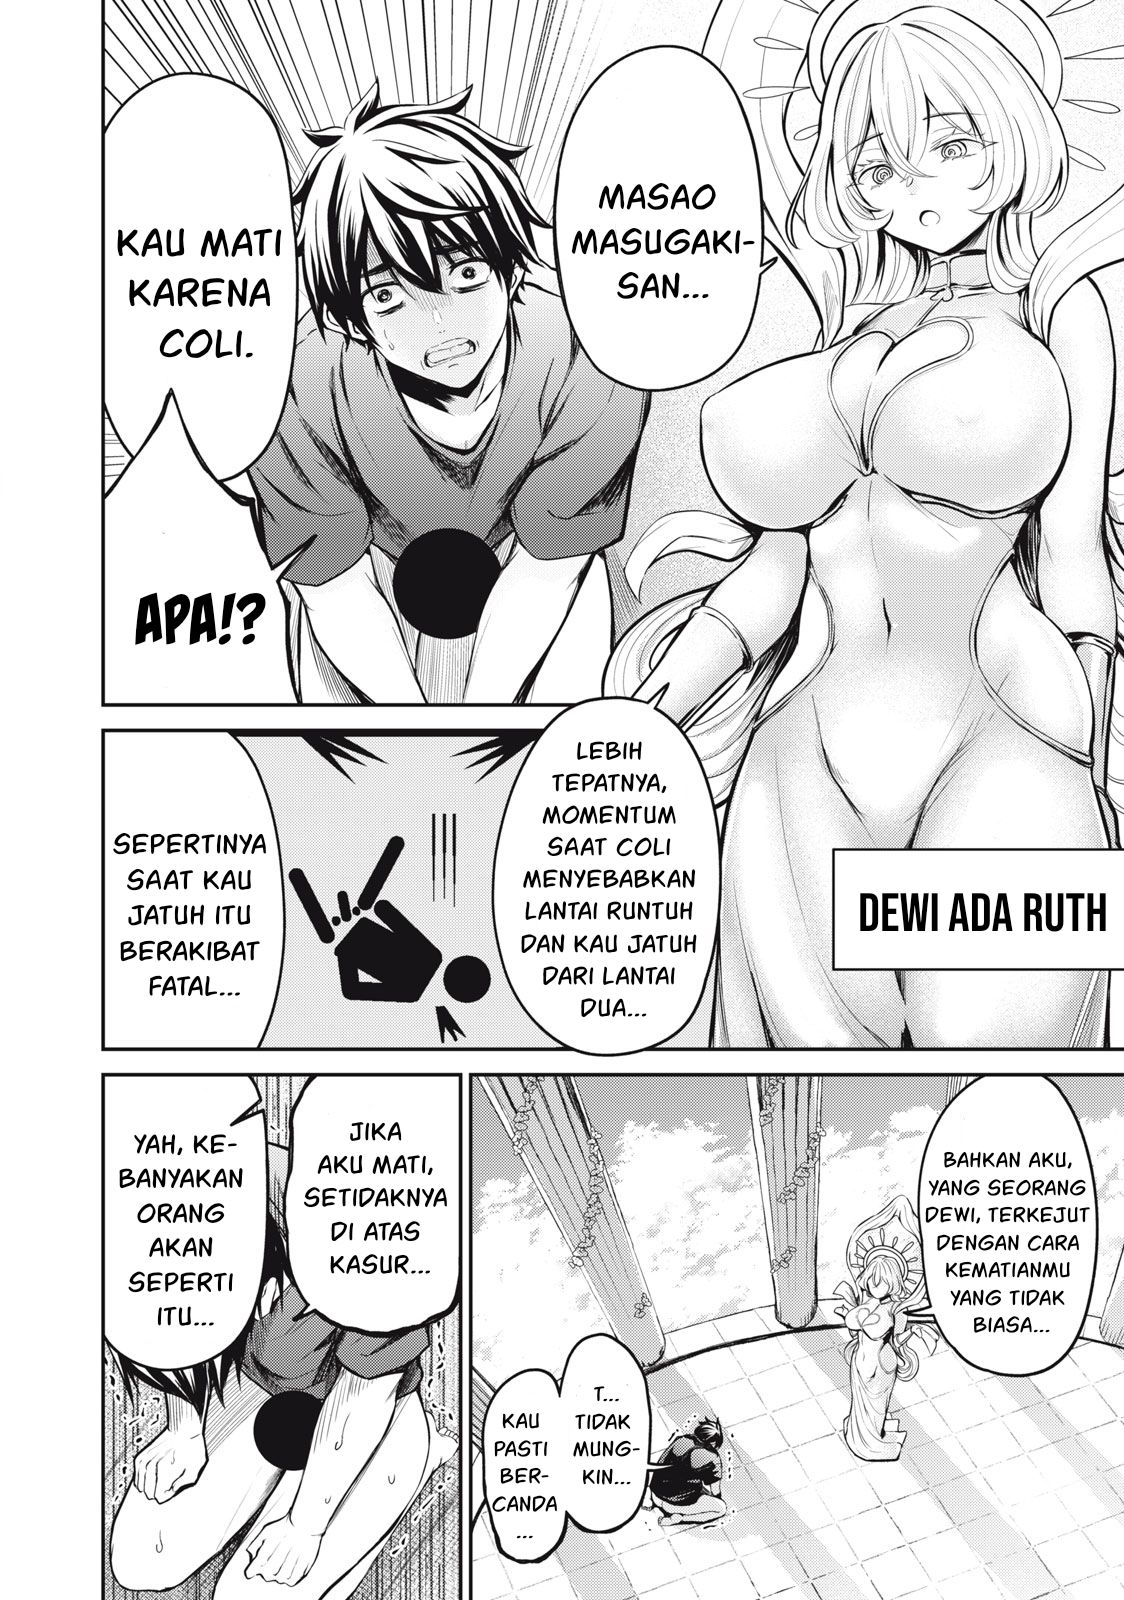 MASAO
MASUGAKI-
SAN...
KAU MATI
KARENA
COLI.
APA!?
DEWI ADA RUTH
LEBIH
TEPATNYA,
MOMENTUM
SAAT COLI
MENYEBABKAN
LANTAI RUNTUH
DAN KAU JATUH
DARI LANTAI
DUA...
SEPERTINYA
SAAT KAU
JATUH ITU
BERAKIBAT
FATAL...
BAHKAN AKU,
YANG SEORANG
DEWI, TERKEJUT
DENGAN CARA
KEMATIANMU
YANG TIDAK
BIASA...
T...
TIDAK
MUNG-
KIN...
KAU
PASTI
BER-
CANDA
...
JIKA
AKU MATI,
SETIDAKNYA
DI ATAS
KASUR...
YAH, KE-
BANYAKAN
ORANG
AKAN
SEPERTI
ITU...